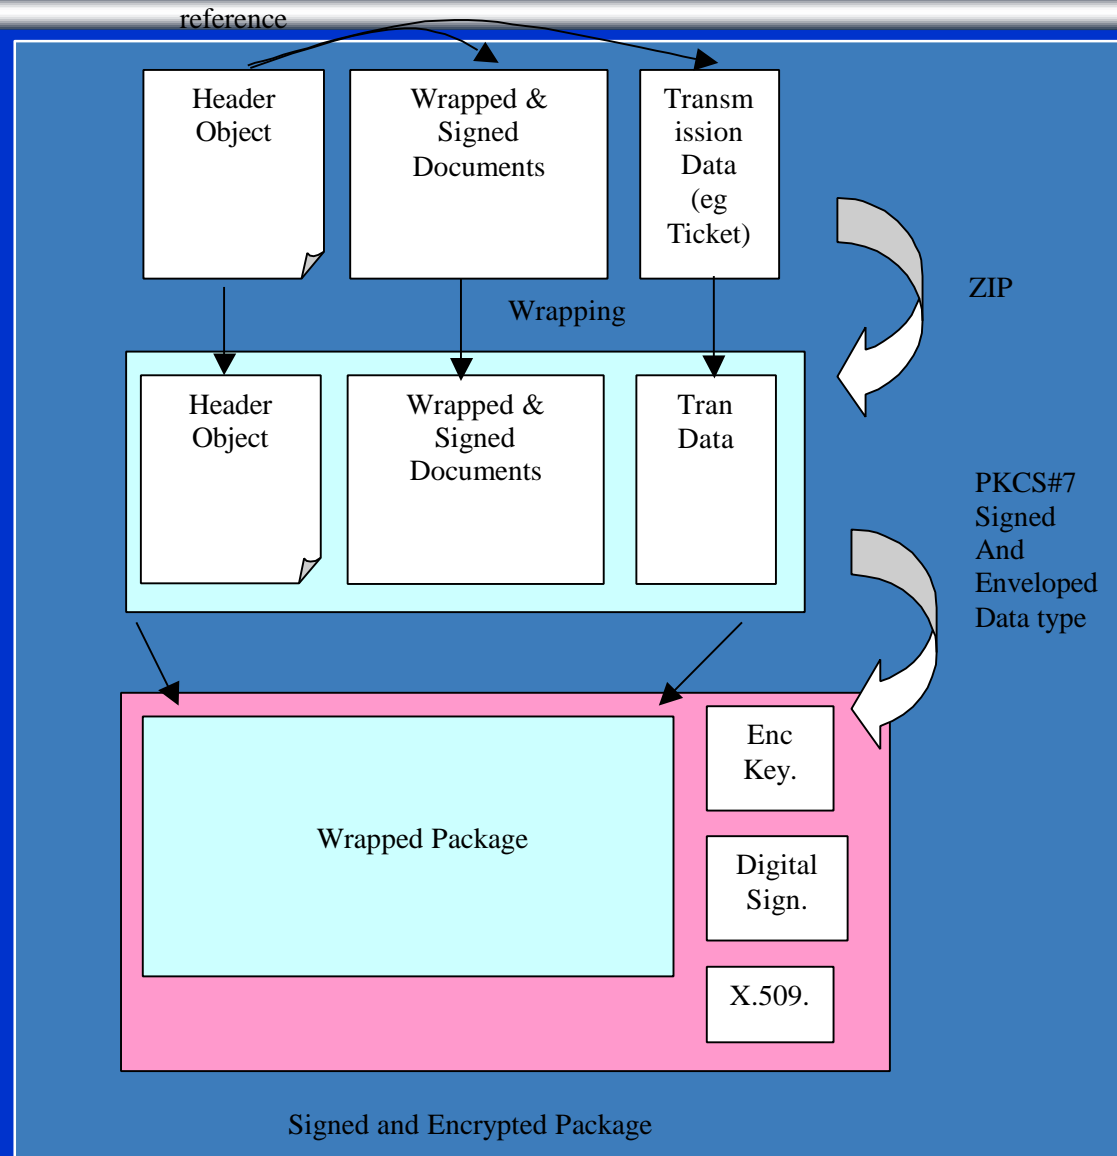 reference
Header
Object
Wrapped &
Signed
Documents
Transm
ission
Data
(eg
Ticket)
ZIP
Wrapping
Header
Object
Wrapped &
Signed
Documents
Tran
Data
PKCS#7
Signed
And
Enveloped
Data type
Enc
Key.
Wrapped Package
Digital
Sign.
X.509.
Signed and Encrypted Package